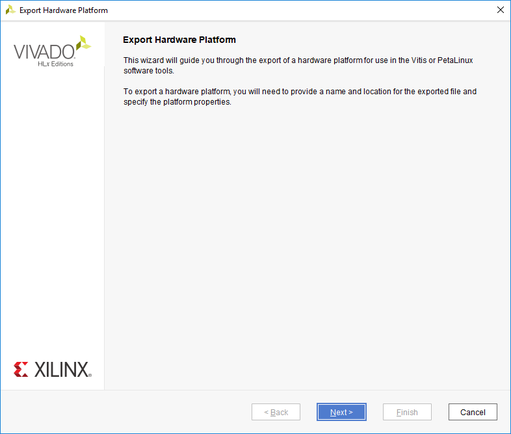 Export Hardware Platform
VIVADO.
HLx Editions
Export Hardware Platform
This wizard will guide you through the export of a hardware platform for use in the Vitis or PetaLinux
software tools.
To export a hardware platform, you will need to provide a name and location for the exported file and
specify the platform properties.
XILINX.
< Back
Next >
Finish
Cancel